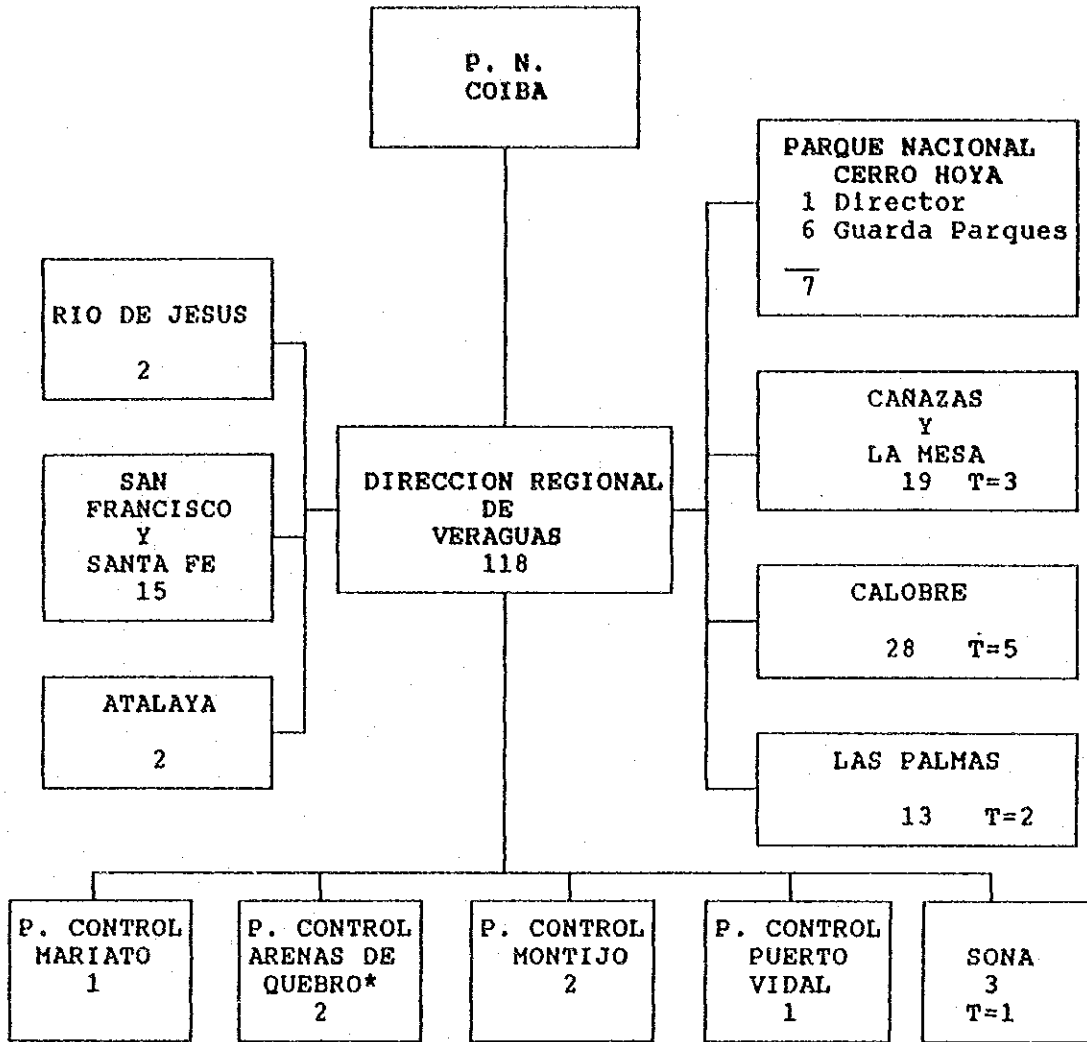 P. N.
COIBA
PARQUE NACIONAL
CERRO HOYA
1 Director
6 Guarda Parques
7
RIO DE JESUS
2
CAÑAZAS
Y
LA MESA
19 T=3
SAN
FRANCISCO
Y
SANTA FE
15
DIRECCION REGIONAL
DE
VERAGUAS
118
CALOBRE
28 T=5
ATALAYA
2
LAS PALMAS
13 T=2
P. CONTROL
MARIATO
1
P. CONTROL
ARENAS DE
QUEBRO*
2
P. CONTROL
MONTIJO
2
P. CONTROL
PUERTO
VIDAL
1
SONA
3
T=1